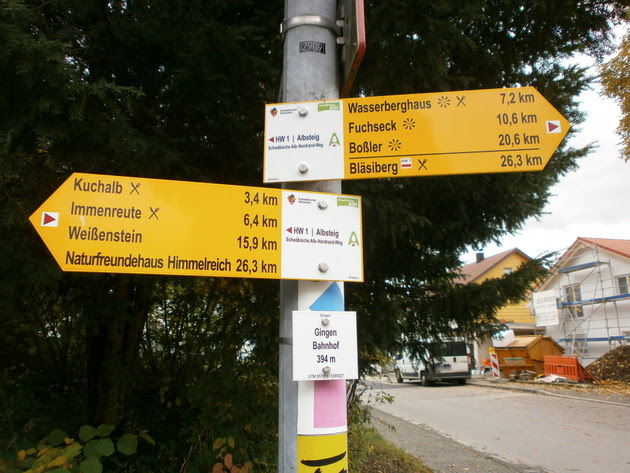 2909
Wasserberghaus 7,2 km
Fuchseck 10,6 km
Boßler 20,6 km
Bläsiberg 26,3 km
HW 1 | Albsteig
Schwäbische-Alb-Nordrand-Weg
Kuchalb 3,4 km
Immenreute 6,4 km
Weißenstein 15,9 km
Naturfreundehaus Himmelreich 26,3 km
HW 1 | Albsteig
Schwäbische-Alb-Nordrand-Weg
Gingen
Bahnhof
394 m